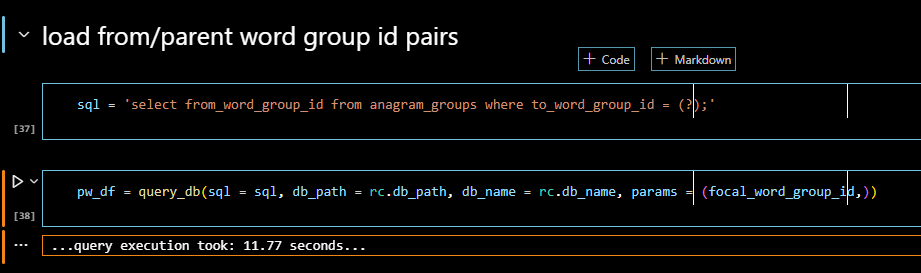 load from/parent word group id pairs
+ Code + Markdown
sql = 'select from_word_group_id from anagram_groups where to_word_group_id = (?);'
[37]
pw_df = query_db(sql = sql, db_path = rc.db_path, db_name = rc.db_name, params = (focal_word_group_id,))
[38]
...query execution took: 11.77 seconds...